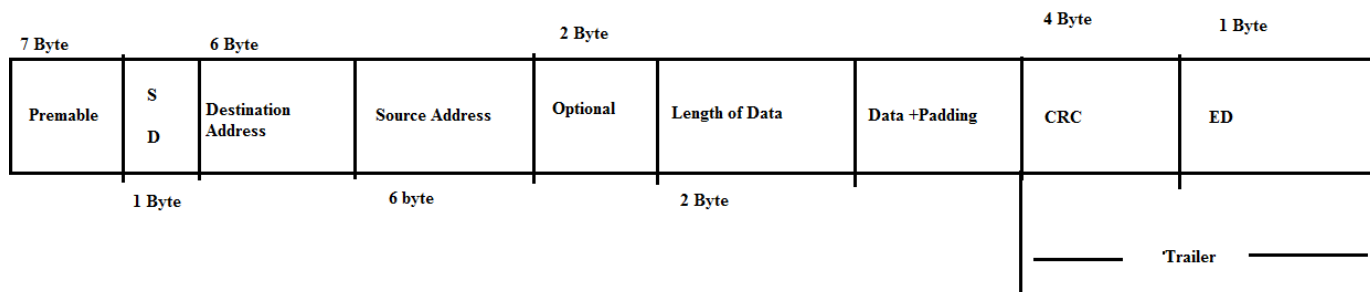 7 Byte
6 Byte
2 Byte
4 Byte
1 Byte
Premable
S
D
Destination
Address
Source Address
Optional
Length of Data
Data +Padding
CRC
ED
1 Byte
6 byte
2 Byte
'Trailer